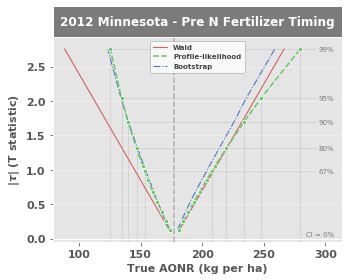 2012 Minnesota - Pre N Fertilizer Timing
Wald
Profile-likelihood
Bootstrap
99%
95%
90%
80%
67%
CI = 0%
2.5
2.0
1.5
1.0
0.5
0.0
|τ| (T statistic)
100
150
200
250
300
True AONR (kg per ha)